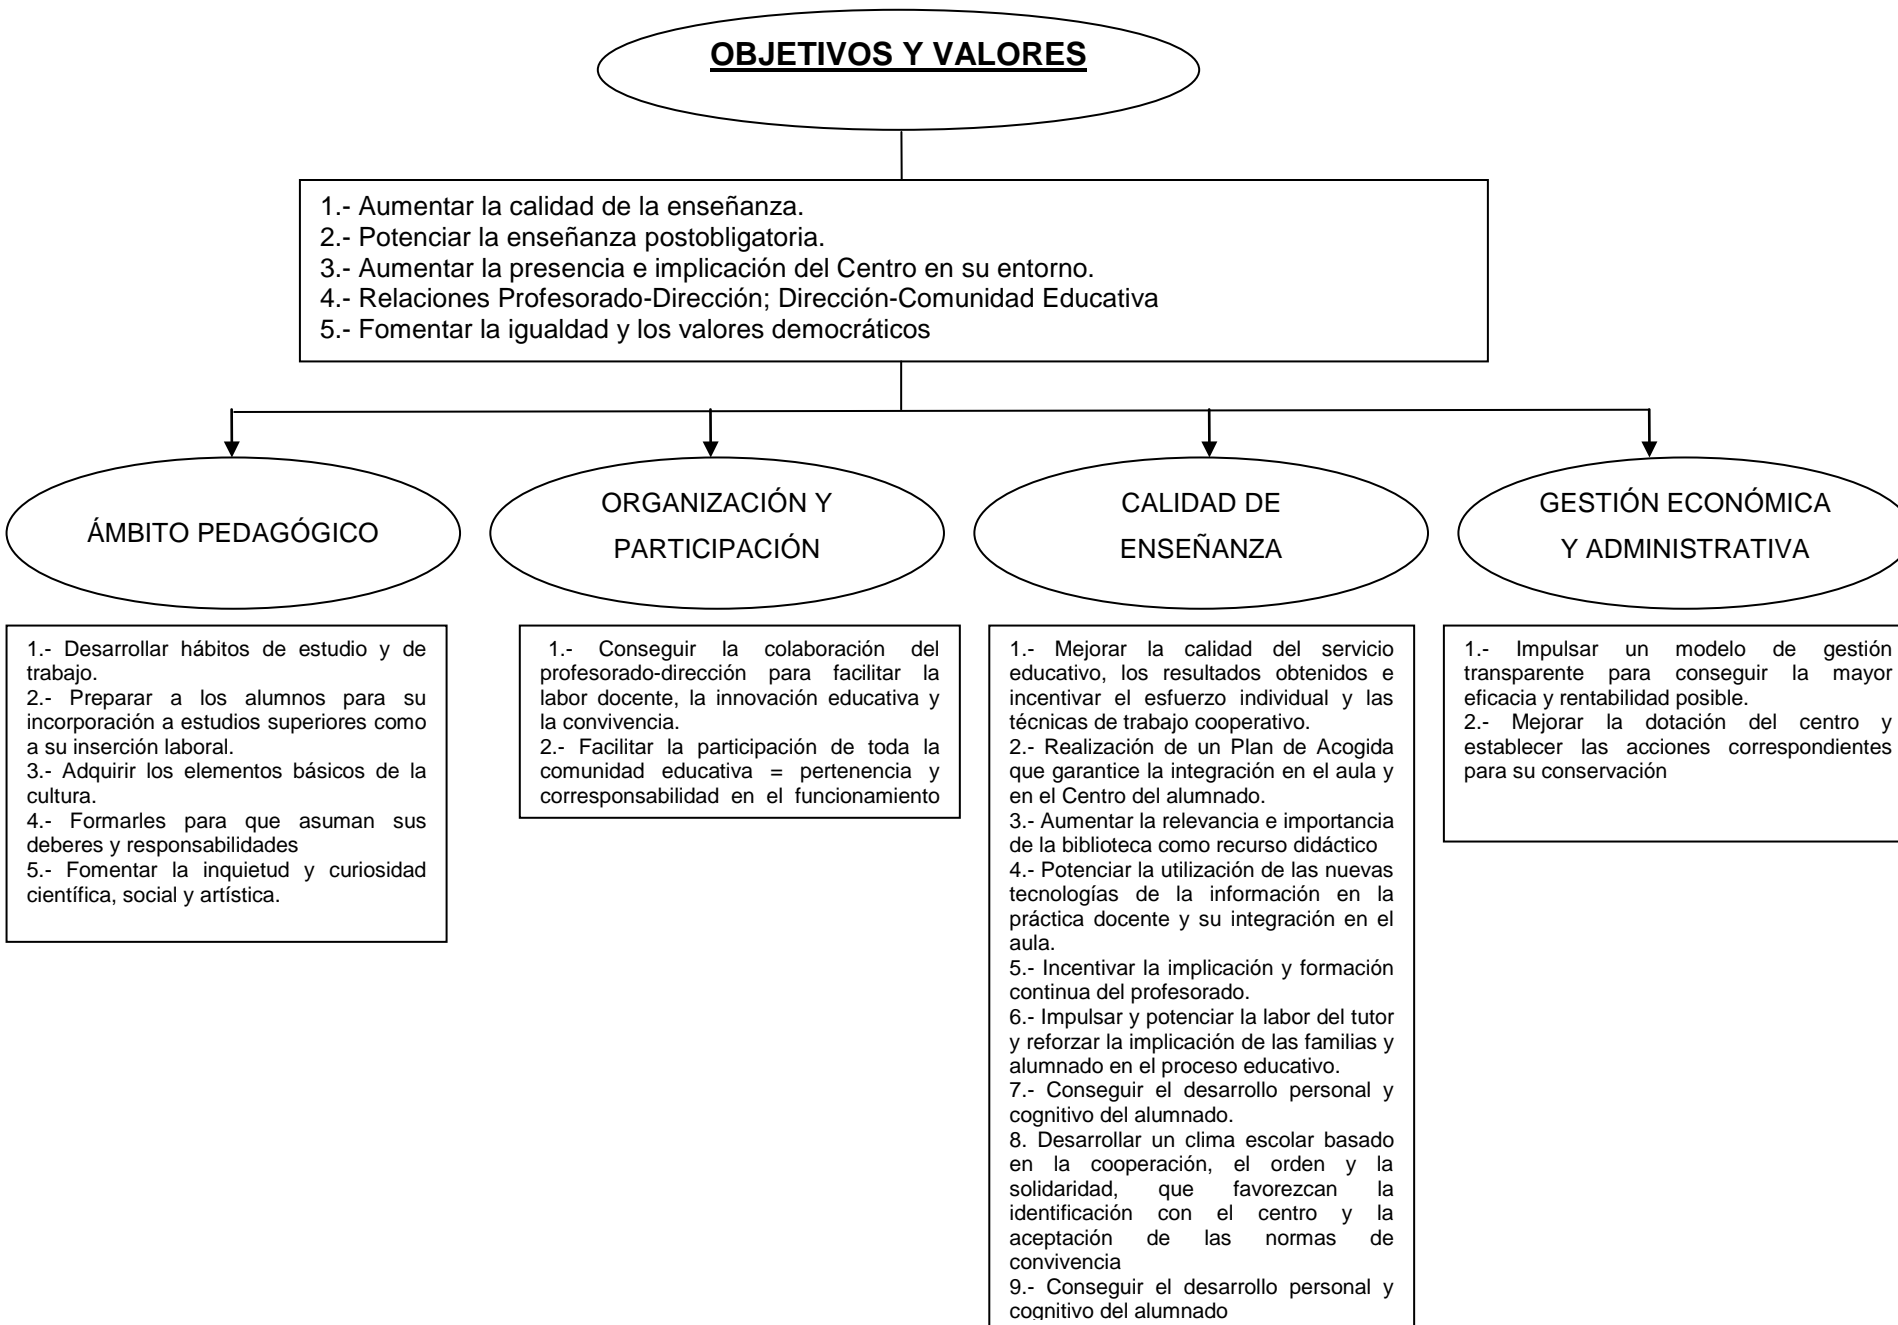 OBJETIVOS Y VALORES
1.- Aumentar la calidad de la enseñanza.
2.- Potenciar la enseñanza postobligatoria.
3.- Aumentar la presencia e implicación del Centro en su entorno.
4.- Relaciones Profesorado-Dirección; Dirección-Comunidad Educativa
5.- Fomentar la igualdad y los valores democráticos
ÁMBITO PEDAGÓGICO
ORGANIZACIÓN Y
PARTICIPACIÓN
CALIDAD DE
ENSEÑANZA
GESTIÓN ECONÓMICA
Y ADMINISTRATIVA
1.- Desarrollar hábitos de estudio y de
trabajo.
2.- Preparar a los alumnos para su
incorporación a estudios superiores como
a su inserción laboral.
3.- Adquirir los elementos básicos de la
cultura.
4.- Formarles para que asuman sus
deberes y responsabilidades
5.- Fomentar la inquietud y curiosidad
científica, social y artística.
1.- Conseguir la colaboración del
profesorado-dirección para facilitar la
labor docente, la innovación educativa y
la convivencia.
2.- Facilitar la participación de toda la
comunidad educativa = pertenencia y
corresponsabilidad en el funcionamiento
1.- Mejorar la calidad del servicio
educativo, los resultados obtenidos e
incentivar el esfuerzo individual y las
técnicas de trabajo cooperativo.
2.- Realización de un Plan de Acogida
que garantice la integración en el aula y
en el Centro del alumnado.
3.- Aumentar la relevancia e importancia
de la biblioteca como recurso didáctico
4.- Potenciar la utilización de las nuevas
tecnologías de la información en la
práctica docente y su integración en el
aula.
5.- Incentivar la implicación y formación
continua del profesorado.
6.- Impulsar y potenciar la labor del tutor
y reforzar la implicación de las familias y
alumnado en el proceso educativo.
7.- Conseguir el desarrollo personal y
cognitivo del alumnado.
8. Desarrollar un clima escolar basado
en la cooperación, el orden y la
solidaridad, que favorezcan la
identificación con el centro y la
aceptación de las normas de
convivencia
9.- Conseguir el desarrollo personal y
cognitivo del alumnado
1.- Impulsar un modelo de gestión
transparente para conseguir la mayor
eficacia y rentabilidad posible.
2.- Mejorar la dotación del centro y
establecer las acciones correspondientes
para su conservación